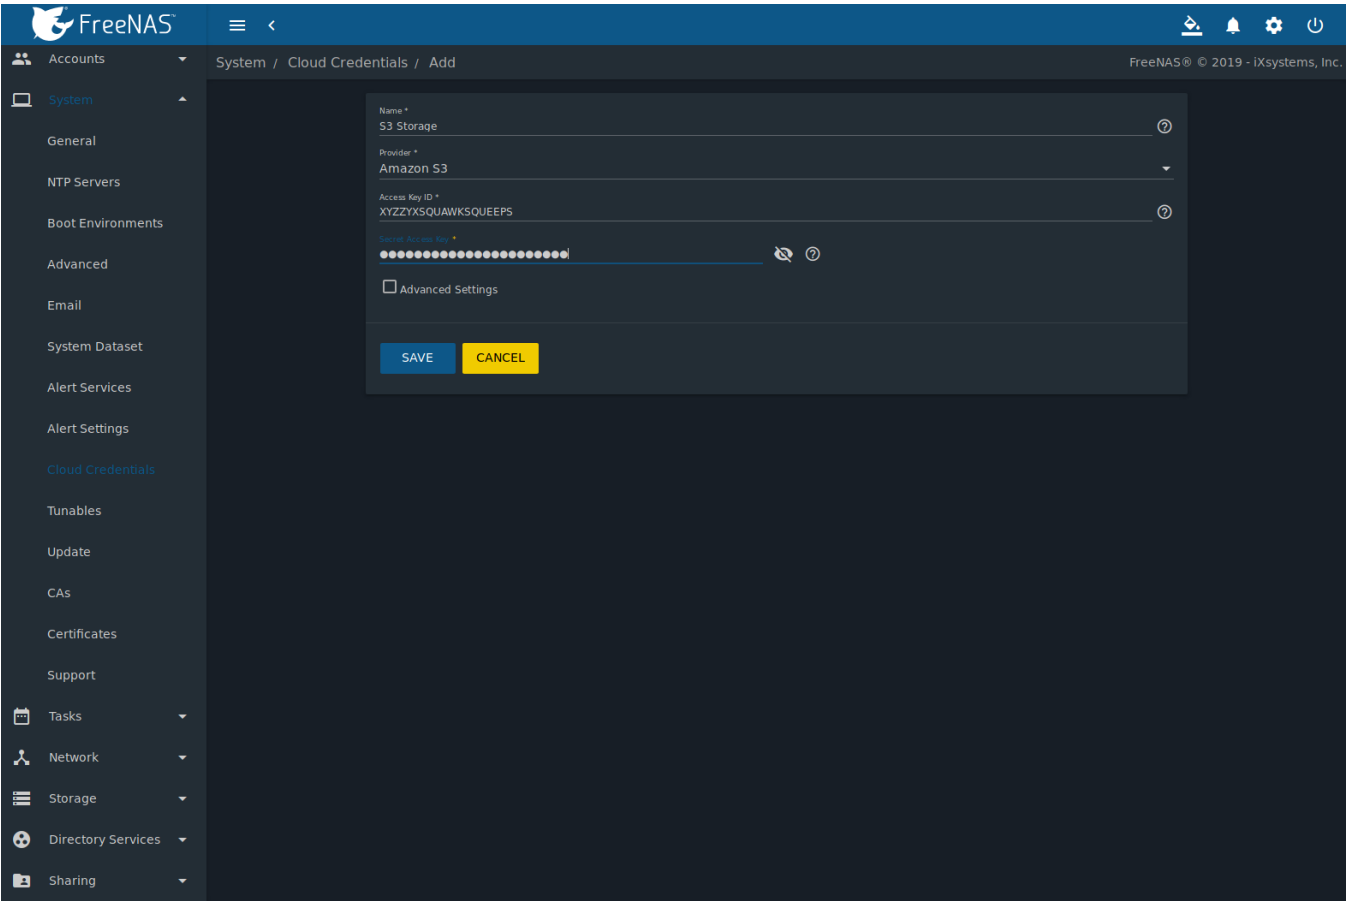 FreeNAS™
Accounts
System
General
NTP Servers
Boot Environments
Advanced
Email
System Dataset
Alert Services
Alert Settings
Cloud Credentials
Tunables
Update
CAs
Certificates
Support
Tasks
Network
Storage
Directory Services
Sharing
System / Cloud Credentials / Add
FreeNAS® © 2019 - iXsystems, Inc.
Name *
S3 Storage
Provider *
Amazon S3
Access Key ID *
XYZZYXSQUAWKSQUEEPS
Secret Access Key *
●●●●●●●●●●●●●●●●●●●●●●
Advanced Settings
SAVE
CANCEL